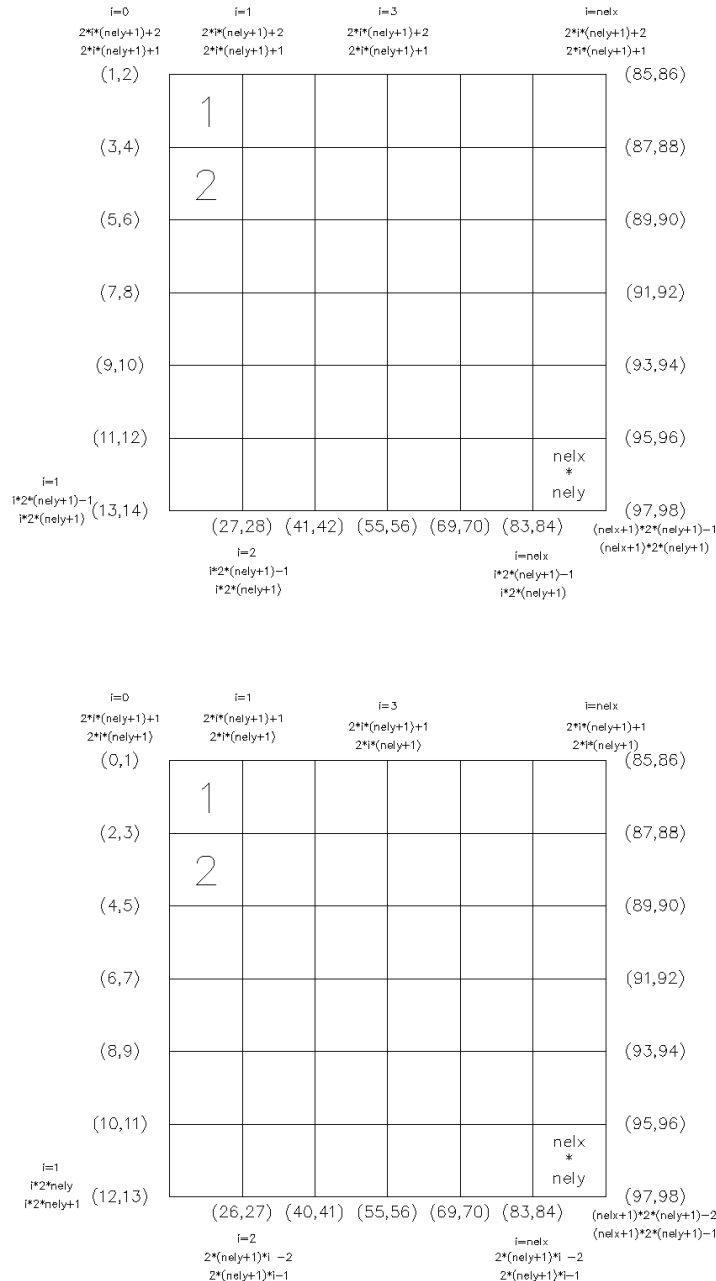 i=0 i=1 i=3 i=nelx
2*i*(nely+1)+2 2*i*(nely+1)+2 2*i*(nely+1)+2 2*i*(nely+1)+2
2*i*(nely+1)+1 2*i*(nely+1)+1 2*i*(nely+1)+1 2*i*(nely+1)+1
(1,2) (85,86)
1
(3,4) (87,88)
2
(5,6) (89,90)
(7,8) (91,92)
(9,10) (93,94)
(11,12) (95,96)
nelx
*
nely
i=1
i*2*(nely+1)-1
i*2*(nely+1)
(13,14) (97,98)
(27,28) (41,42) (55,56) (69,70) (83,84)
(nelx+1)*2*(nely+1)-1
(nelx+1)*2*(nely+1)
i=2 i=nelx
i*2*(nely+1)-1 i*2*(nely+1)-1
i*2*(nely+1) i*2*(nely+1)
i=0 i=1 i=3 i=nelx
2*i*(nely+1)+1 2*i*(nely+1)+1 2*i*(nely+1)+1 2*i*(nely+1)+1
2*i*(nely+1) 2*i*(nely+1) 2*i*(nely+1) 2*i*(nely+1)
(0,1) (85,86)
1
(2,3) (87,88)
2
(4,5) (89,90)
(6,7) (91,92)
(8,9) (93,94)
(10,11) (95,96)
nelx
*
nely
i=1
i*2*nely
i*2*nely+1
(12,13) (97,98)
(26,27) (40,41) (55,56) (69,70) (83,84)
(nelx+1)*2*(nely+1)-2
(nelx+1)*2*(nely+1)-1
i=2 i=nelx
2*(nely+1)*i -2 2*(nely+1)*i -2
2*(nely+1)*i-1 2*(nely+1)*i-1